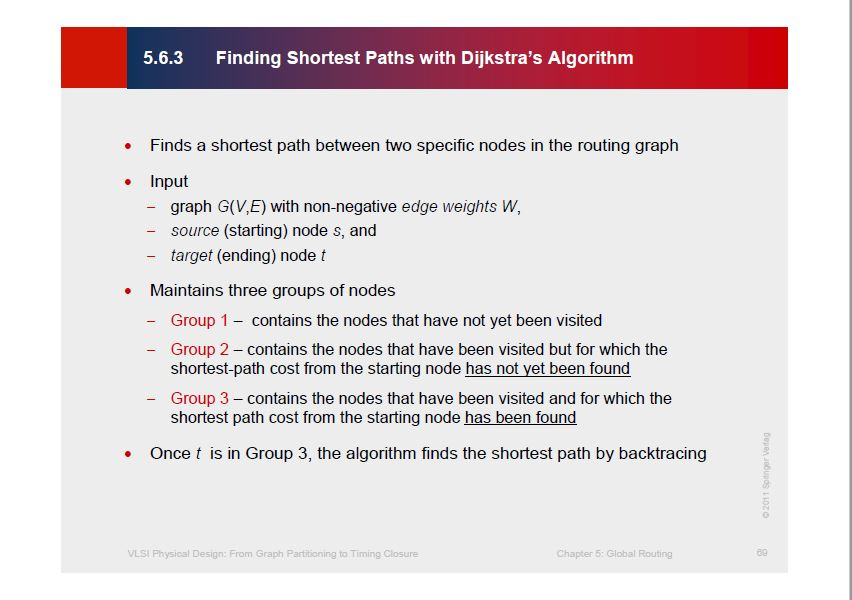 5.6.3 Finding Shortest Paths with Dijkstra's Algorithm
• Finds a shortest path between two specific nodes in the routing graph
• Input
– graph G(V,E) with non-negative edge weights W,
– source (starting) node s, and
– target (ending) node t
• Maintains three groups of nodes
– Group 1 – contains the nodes that have not yet been visited
– Group 2 – contains the nodes that have been visited but for which the
shortest-path cost from the starting node has not yet been found
– Group 3 – contains the nodes that have been visited and for which the
shortest path cost from the starting node has been found
• Once t is in Group 3, the algorithm finds the shortest path by backtracing
© 2011 Springer Verlag
VLSI Physical Design: From Graph Partitioning to Timing Closure
Chapter 5: Global Routing
69